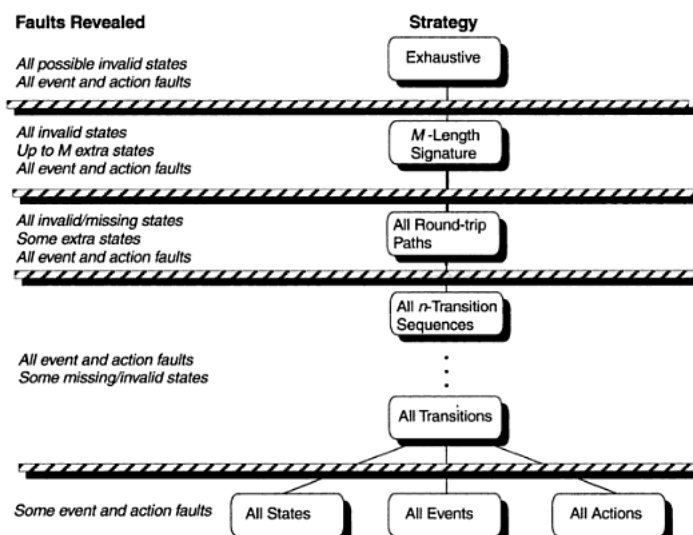 Faults Revealed
Strategy
All possible invalid states
All event and action faults
Exhaustive
All invalid states
Up to M extra states
All event and action faults
M-Length
Signature
All invalid/missing states
Some extra states
All event and action faults
All Round-trip
Paths
All n-Transition
Sequences
All event and action faults
Some missing/invalid states
All Transitions
Some event and action faults
All States
All Events
All Actions